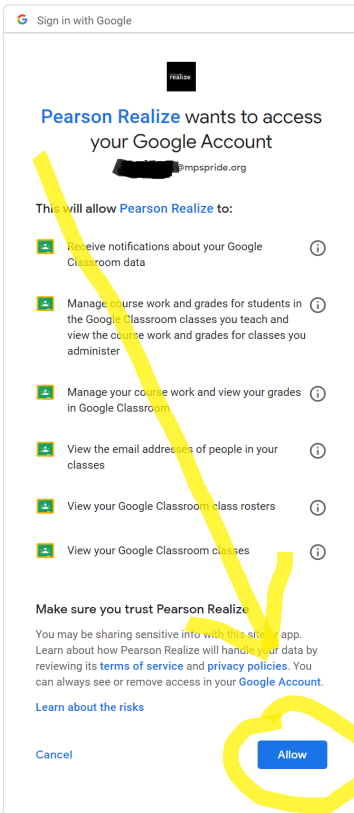 Sign in with Google
realize.
Pearson Realize wants to access
your Google Account
@mpspride.org
This will allow Pearson Realize to:
Receive notifications about your Google
Classroom data
Manage course work and grades for students in
the Google Classroom classes you teach and
view the course work and grades for classes you
administer
Manage your course work and view your grades
in Google Classroom
View the email addresses of people in your
classes
View your Google Classroom class rosters
View your Google Classroom classes
Make sure you trust Pearson Realize
You may be sharing sensitive info with this site or app.
Learn about how Pearson Realize will handle your data by
reviewing its terms of service and privacy policies. You
can always see or remove access in your Google Account.
Learn about the risks
Cancel
Allow